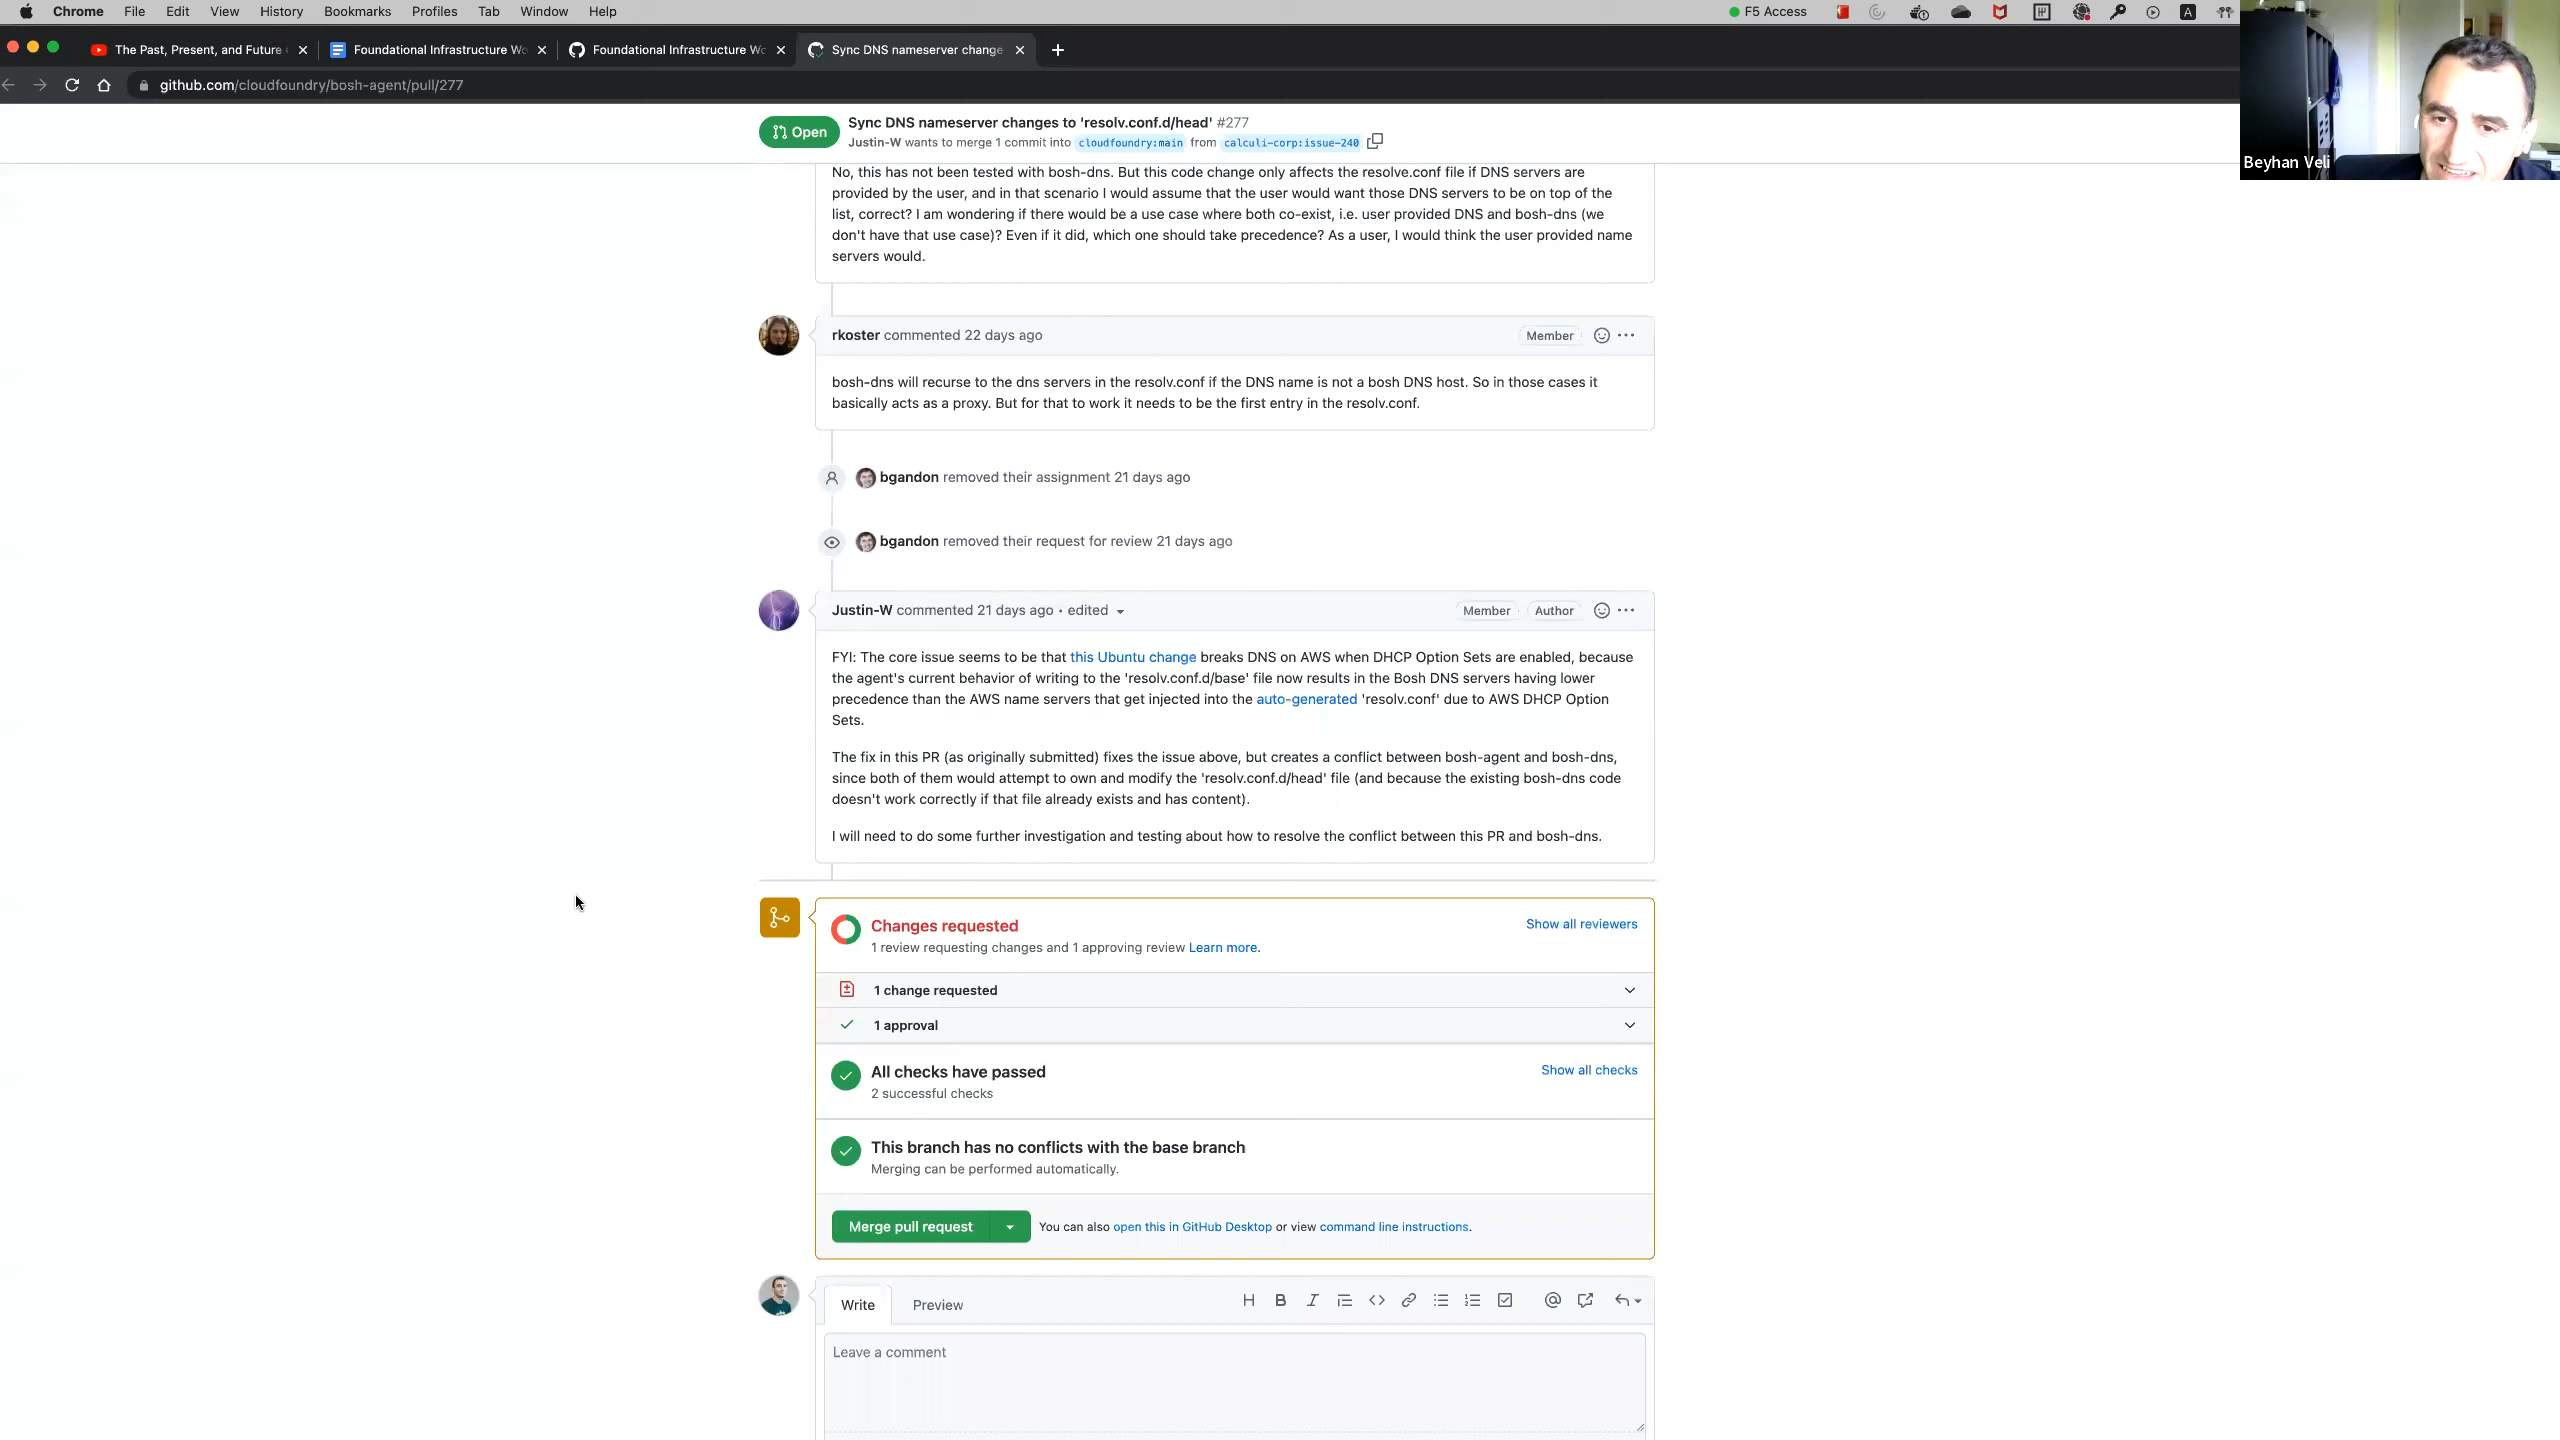 Chrome File Edit View History Bookmarks Profiles Tab Window Help
F5 Access
A
The Past, Present, and Future
Foundational Infrastructure Wo
Foundational Infrastructure Wo
Sync DNS nameserver change
github.com/cloudfoundry/bosh-agent/pull/277
Beyhan Veli
Open
Sync DNS nameserver changes to 'resolv.conf.d/head' #277
Justin-W wants to merge 1 commit into cloudfoundry:main from calculi-corp:issue-240
No, this has not been tested with bosh-dns. But this code change only affects the resolve.conf file if DNS servers are
provided by the user, and in that scenario I would assume that the user would want those DNS servers to be on top of the
list, correct? I am wondering if there would be a use case where both co-exist, i.e. user provided DNS and bosh-dns (we
don't have that use case)? Even if it did, which one should take precedence? As a user, I would think the user provided name
servers would.
rkoster commented 22 days ago
Member
bosh-dns will recurse to the dns servers in the resolv.conf if the DNS name is not a bosh DNS host. So in those cases it
basically acts as a proxy. But for that to work it needs to be the first entry in the resolv.conf.
bgandon removed their assignment 21 days ago
bgandon removed their request for review 21 days ago
Justin-W commented 21 days ago • edited
Member Author
FYI: The core issue seems to be that this Ubuntu change breaks DNS on AWS when DHCP Option Sets are enabled, because
the agent's current behavior of writing to the 'resolv.conf.d/base' file now results in the Bosh DNS servers having lower
precedence than the AWS name servers that get injected into the auto-generated 'resolv.conf' due to AWS DHCP Option
Sets.
The fix in this PR (as originally submitted) fixes the issue above, but creates a conflict between bosh-agent and bosh-dns,
since both of them would attempt to own and modify the 'resolv.conf.d/head' file (and because the existing bosh-dns code
doesn't work correctly if that file already exists and has content).
I will need to do some further investigation and testing about how to resolve the conflict between this PR and bosh-dns.
Changes requested
Show all reviewers
1 review requesting changes and 1 approving review Learn more.
1 change requested
1 approval
All checks have passed
Show all checks
2 successful checks
This branch has no conflicts with the base branch
Merging can be performed automatically.
Merge pull request
You can also open this in GitHub Desktop or view command line instructions.
Write Preview
Leave a comment